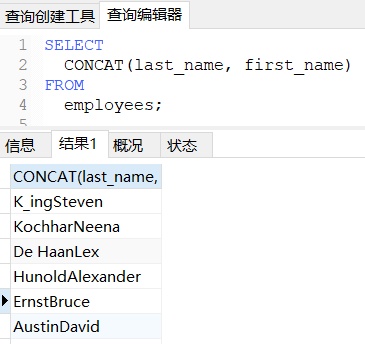 查询创建工具 查询编辑器
1 SELECT
2 CONCAT(last_name, first_name)
3 FROM
4 employees;
5
信息 结果1 概况 状态
CONCAT(last_name,
K_ingSteven
KochharNeena
De HaanLex
HunoldAlexander
ErnstBruce
AustinDavid